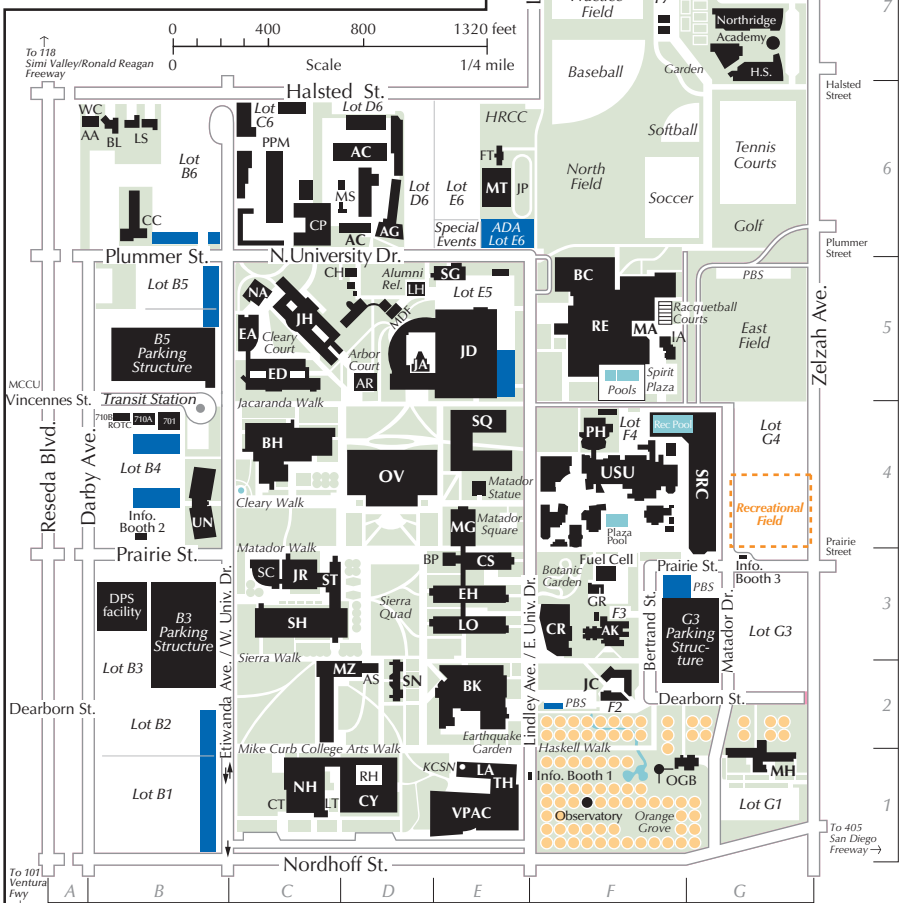 Practice
Field
7
Northridge
Academy
H.S.
0 400 800 1320 feet
0 Scale 1/4 mile
To 118
Simi Valley/Ronald Reagan
Freeway
Baseball
Garden
Halsted
Street
Halsted St.
WC
AA
BL
LS
Lot
B6
Lot
C6
PPM
Lot D6
AC
MS
CP
AC
AG
Lot
D6
Lot
E6
HRCC
FT
MT
JP
Special
Events
ADA
Lot E6
North
Field
Softball
Soccer
Tennis
Courts
Golf
6
CC
Plummer St.
N.University Dr.
Plummer
Street
Lot B5
NA
JH
EA
Cleary
Court
ED
CH
Alumni
Rel.
LH
MDF
SG
Lot E5
Arbor
Court
AR
JA
JD
BC
RE
MA
IA
Racquetball
Courts
PBS
East
Field
Spirit
Plaza
Pools
5
Zelzah Ave.
B5
Parking
Structure
MCCU
Vincennes St.
Transit Station
Jacaranda Walk
710B
ROTC
710A
701
Lot B4
Info.
Booth 2
UN
BH
Cleary Walk
OV
SQ
Matador
Statue
MG
Matador
Square
PH
Lot
F4
Rec Pool
USU
SRC
Plaza
Pool
Lot
G4
Recreational
Field
4
Reseda Blvd.
Darby Ave.
Prairie St.
Matador Walk
Prairie
Street
SC
JR
ST
SH
Sierra
Quad
BP
CS
EH
LO
Botanic
Garden
Fuel Cell
GR
F3
CR
AK
Prairie St.
PBS
Info.
Booth 3
G3
Parking
Struc-
ture
Bertrand St.
Matador Dr.
Lot G3
3
DPS
facility
B3
Parking
Structure
Lot B3
Etiwanda Ave. / W. Univ. Dr.
Lindley Ave. / E. Univ. Dr.
Sierra Walk
MZ
AS
SN
BK
JC
F2
PBS
Dearborn St.
Dearborn St.
2
Lot B2
Earthquake
Garden
Haskell Walk
Mike Curb College Arts Walk
Lot B1
NH
CT
LT
RH
CY
KCSN
LA
TH
VPAC
Info. Booth 1
OGB
MH
Observatory
Orange
Grove
Lot G1
1
To 405
San Diego
Freeway
Nordhoff St.
To 101
Ventura
Fwy
A B C D E F G